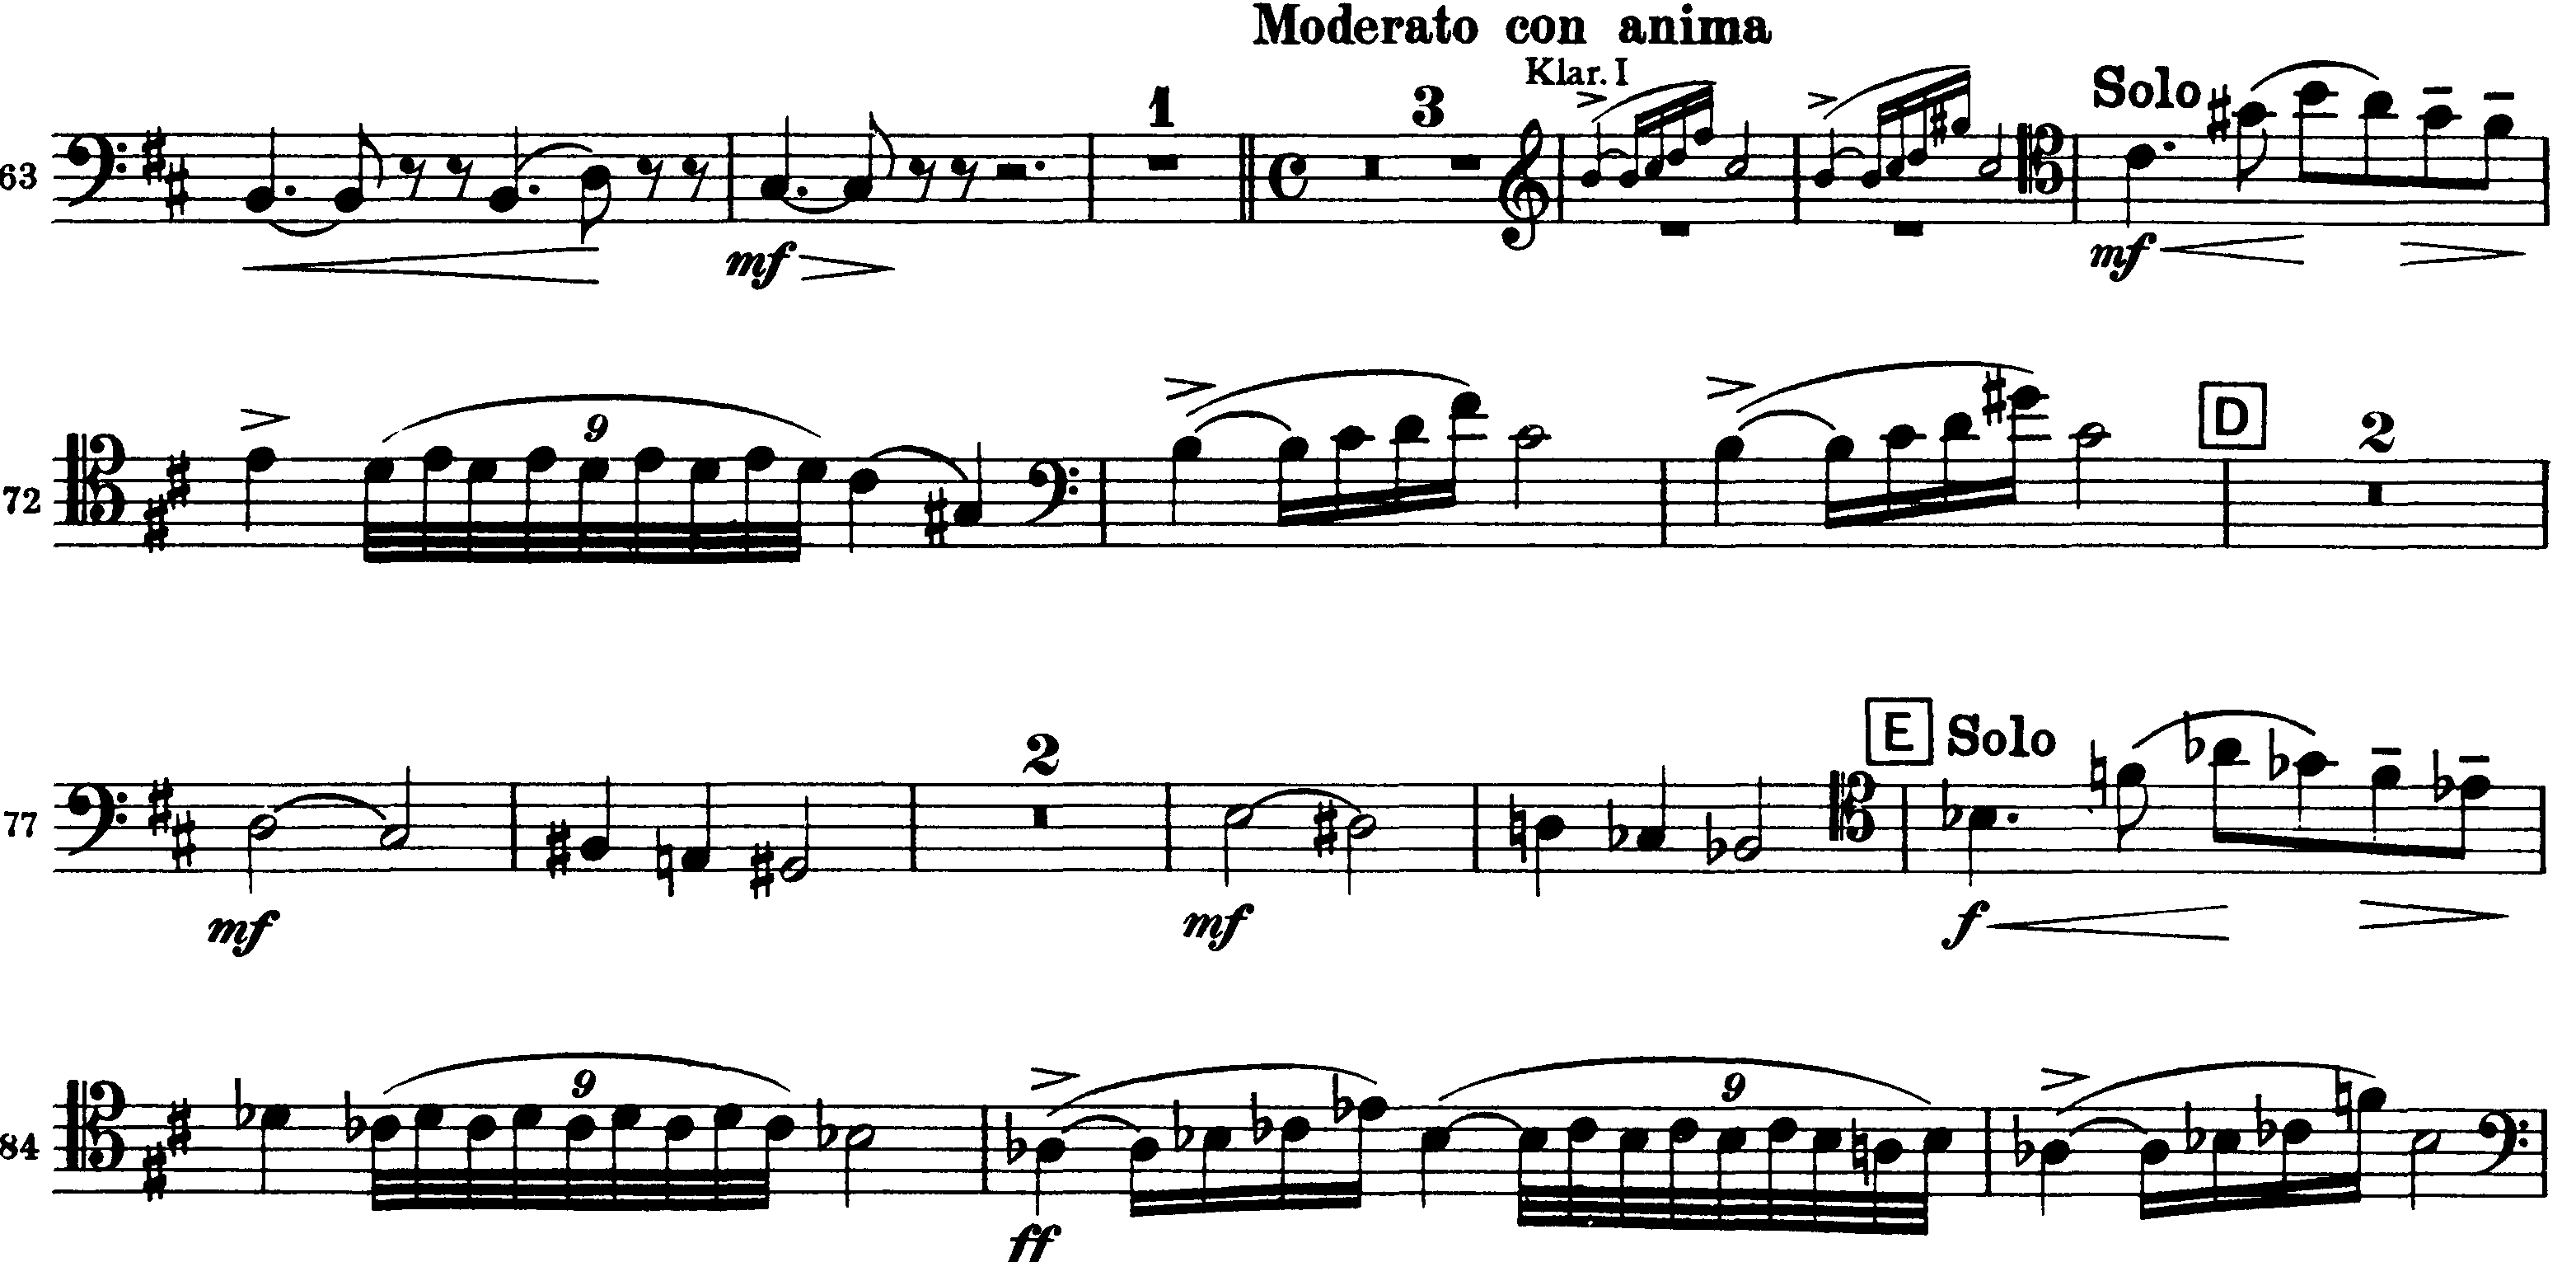 Moderato con anima
Klar. I
63 1 3 Solo
mf mf
72 9 9 D 2
77 2 E Solo
mf mf f
84 9 9
ff